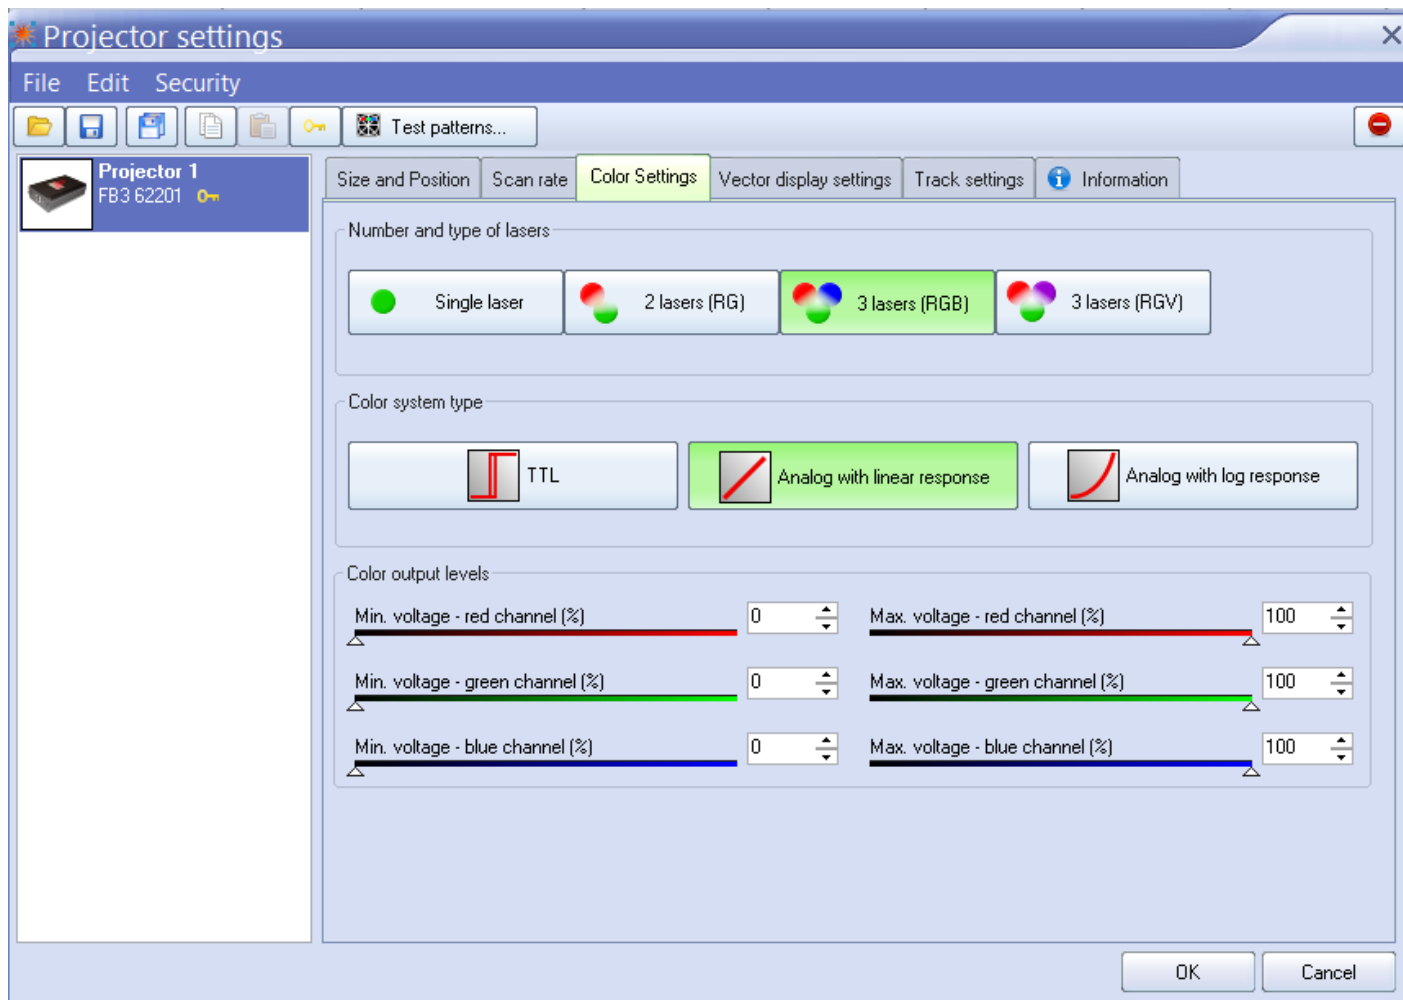 Projector settings
File Edit Security
Test patterns...
Projector 1
FB3 62201
Size and Position Scan rate Color Settings Vector display settings Track settings Information
Number and type of lasers
Single laser 2 lasers (RG) 3 lasers (RGB) 3 lasers (RGV)
Color system type
TTL Analog with linear response Analog with log response
Color output levels
Min. voltage - red channel (%) 0 Max. voltage - red channel (%) 100
Min. voltage - green channel (%) 0 Max. voltage - green channel (%) 100
Min. voltage - blue channel (%) 0 Max. voltage - blue channel (%) 100
OK Cancel